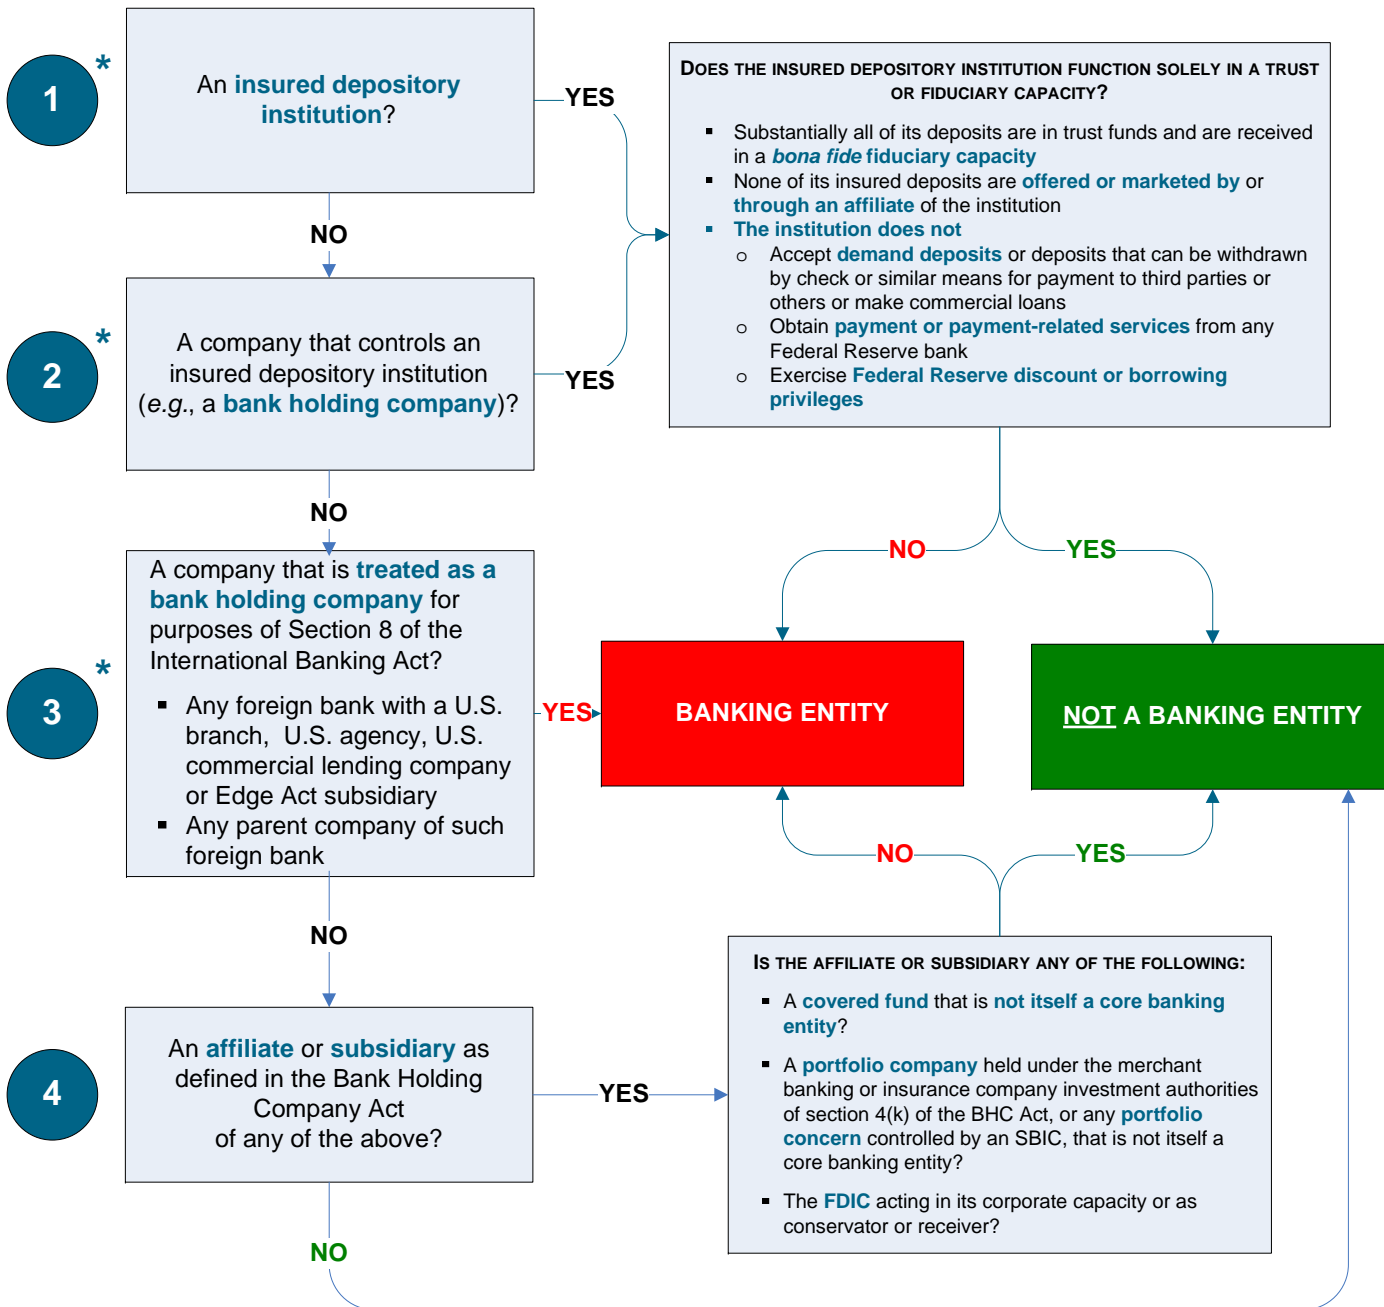 1
*
An insured depository
institution?
YES
NO
DOES THE INSURED DEPOSITORY INSTITUTION FUNCTION SOLELY IN A TRUST
OR FIDUCIARY CAPACITY?
▪ Substantially all of its deposits are in trust funds and are received
in a bona fide fiduciary capacity
▪ None of its insured deposits are offered or marketed by or
through an affiliate of the institution
▪ The institution does not
o Accept demand deposits or deposits that can be withdrawn
by check or similar means for payment to third parties or
others or make commercial loans
o Obtain payment or payment-related services from any
Federal Reserve bank
o Exercise Federal Reserve discount or borrowing
privileges
2
*
A company that controls an
insured depository institution
(e.g., a bank holding company)?
YES
NO
NO
YES
3
*
A company that is treated as a
bank holding company for
purposes of Section 8 of the
International Banking Act?
▪ Any foreign bank with a U.S.
branch, U.S. agency, U.S.
commercial lending company
or Edge Act subsidiary
▪ Any parent company of such
foreign bank
YES
BANKING ENTITY
NOT A BANKING ENTITY
NO
NO
YES
4
An affiliate or subsidiary as
defined in the Bank Holding
Company Act
of any of the above?
YES
IS THE AFFILIATE OR SUBSIDIARY ANY OF THE FOLLOWING:
▪ A covered fund that is not itself a core banking
entity?
▪ A portfolio company held under the merchant
banking or insurance company investment authorities
of section 4(k) of the BHC Act, or any portfolio
concern controlled by an SBIC, that is not itself a
core banking entity?
▪ The FDIC acting in its corporate capacity or as
conservator or receiver?
NO